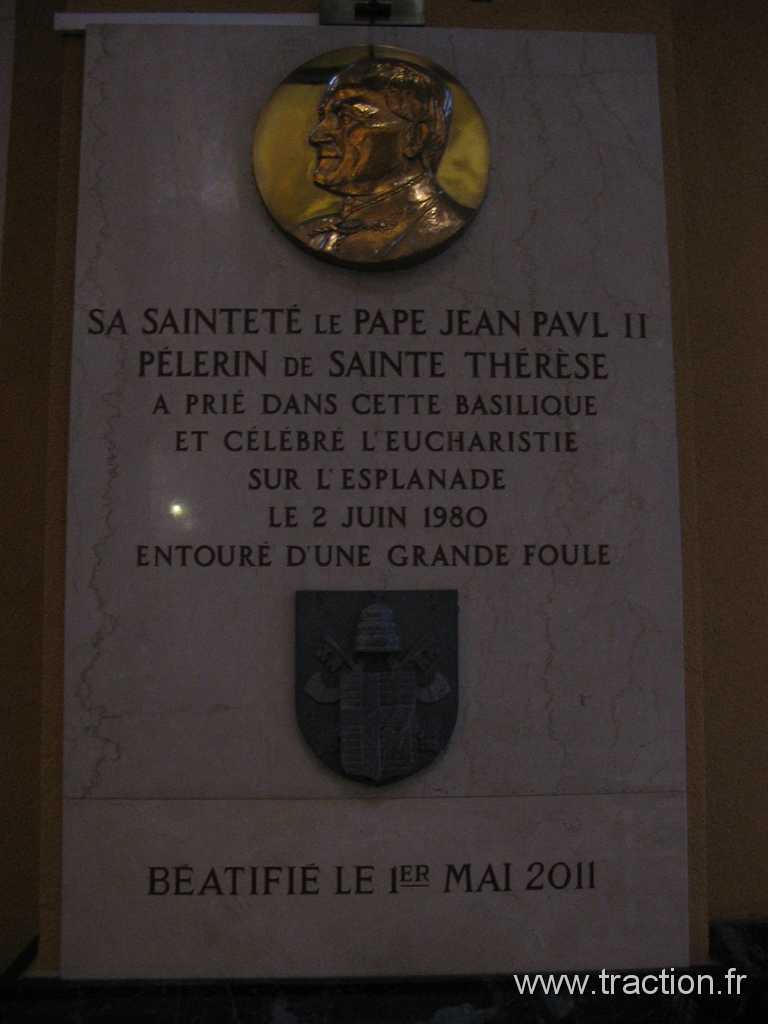 SA SAINTETÉ LE PAPE JEAN PAVL II
PÉLERIN DE SAINTE THÉRÈSE
A PRIÉ DANS CETTE BASILIQUE
ET CÉLÉBRÉ L'EUCHARISTIE
SUR L'ESPLANADE
LE 2 JUIN 1980
ENTOURÉ D'UNE GRANDE FOULE
BÉATIFIÉ LE 1ER MAI 2011
www.traction.fr